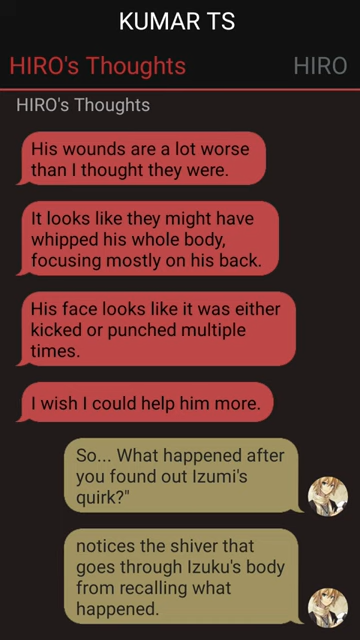 KUMAR TS
HIRO's Thoughts
HIRO
HIRO's Thoughts
His wounds are a lot worse
than I thought they were.
It looks like they might have
whipped his whole body,
focusing mostly on his back.
His face looks like it was either
kicked or punched multiple
times.
I wish I could help him more.
So... What happened after
you found out Izumi's
quirk?"
notices the shiver that
goes through Izuku's body
from recalling what
happened.